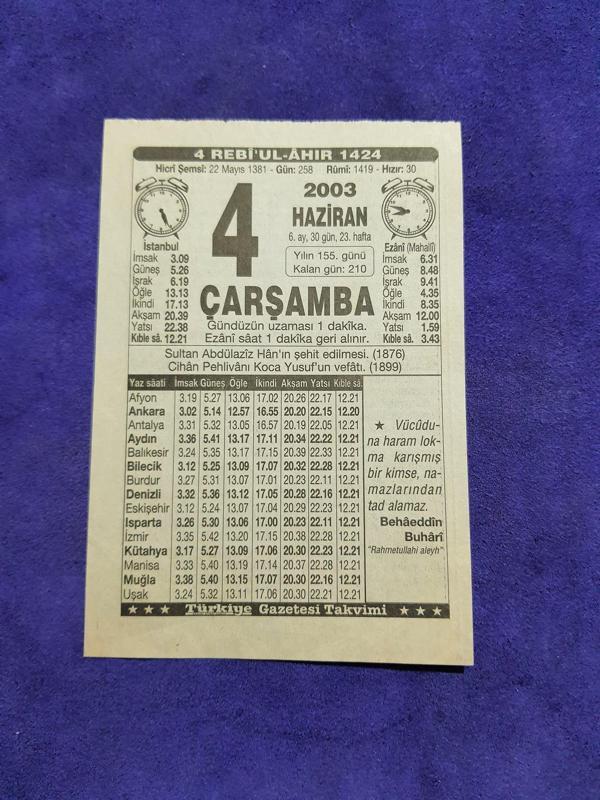 4 REBİ'UL-ÂHIR 1424
Hicrî Şemsî: 22 Mayıs 1381 - Gün: 258 Rûmi: 1419 - Hızır: 30
4
2003
HAZİRAN
6. ay, 30 gün, 23. hafta
Yılın 155. günü
Kalan gün: 210
İstanbul
İmsak 3.09
Güneş 5.26
İşrak 6.19
Öğle 13.13
İkindi 17.13
Akşam 20.39
Yatsı 22.38
Kıble sâ. 12.21
Ezânî (Mahallî)
İmsak 6.31
Güneş 8.48
İşrak 9.41
Öğle 4.35
İkindi 8.35
Akşam 12.00
Yatsı 1.59
Kıble sâ. 3.43
ÇARŞAMBA
Gündüzün uzaması 1 dakîka.
Ezânî sâat 1 dakîka geri alınır.
Sultan Abdülazîz Hân'ın şehit edilmesi. (1876)
Cihân Pehlivânı Koca Yusuf'un vefâtı. (1899)
Yaz sâati İmsak Güneş Öğle İkindi Akşam Yatsı Kıble sâ.
Afyon 3.19 5.27 13.06 17.02 20.26 22.17 12.21
Ankara 3.02 5.14 12.57 16.55 20.20 22.15 12.20
Antalya 3.31 5.32 13.05 16.57 20.19 22.05 12.21
Aydın 3.36 5.41 13.17 17.11 20.34 22.22 12.21
Balıkesir 3.24 5.35 13.17 17.15 20.39 22.33 12.21
Bilecik 3.12 5.25 13.09 17.07 20.32 22.28 12.21
Burdur 3.27 5.31 13.07 17.01 20.23 22.11 12.21
Denizli 3.32 5.36 13.12 17.05 20.28 22.16 12.21
Eskişehir 3.12 5.24 13.07 17.04 20.29 22.23 12.21
Isparta 3.26 5.30 13.06 17.00 20.23 22.11 12.21
İzmir 3.35 5.42 13.20 17.15 20.38 22.28 12.21
Kütahya 3.17 5.27 13.09 17.06 20.30 22.23 12.21
Manisa 3.33 5.40 13.19 17.14 20.37 22.28 12.21
Muğla 3.38 5.40 13.15 17.07 20.30 22.16 12.21
Uşak 3.24 5.32 13.11 17.06 20.30 22.21 12.21
★ Vücûdu-
na haram lok-
ma karışmış
bir kimse, na-
mazlarından
tad alamaz.
Behâeddîn
Buhârî
"Rahmetullahi aleyh"
★ ★ ★ Türkiye Gazetesi Takvimi ★ ★ ★